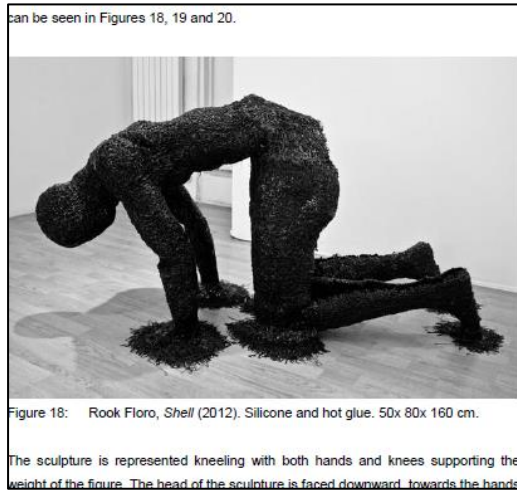 can be seen in Figures 18, 19 and 20.
Figure 18: Rook Floro, Shell (2012). Silicone and hot glue. 50x 80x 160 cm.
The sculpture is represented kneeling with both hands and knees supporting the
weight of the figure. The head of the sculpture is faced downward, towards the hands